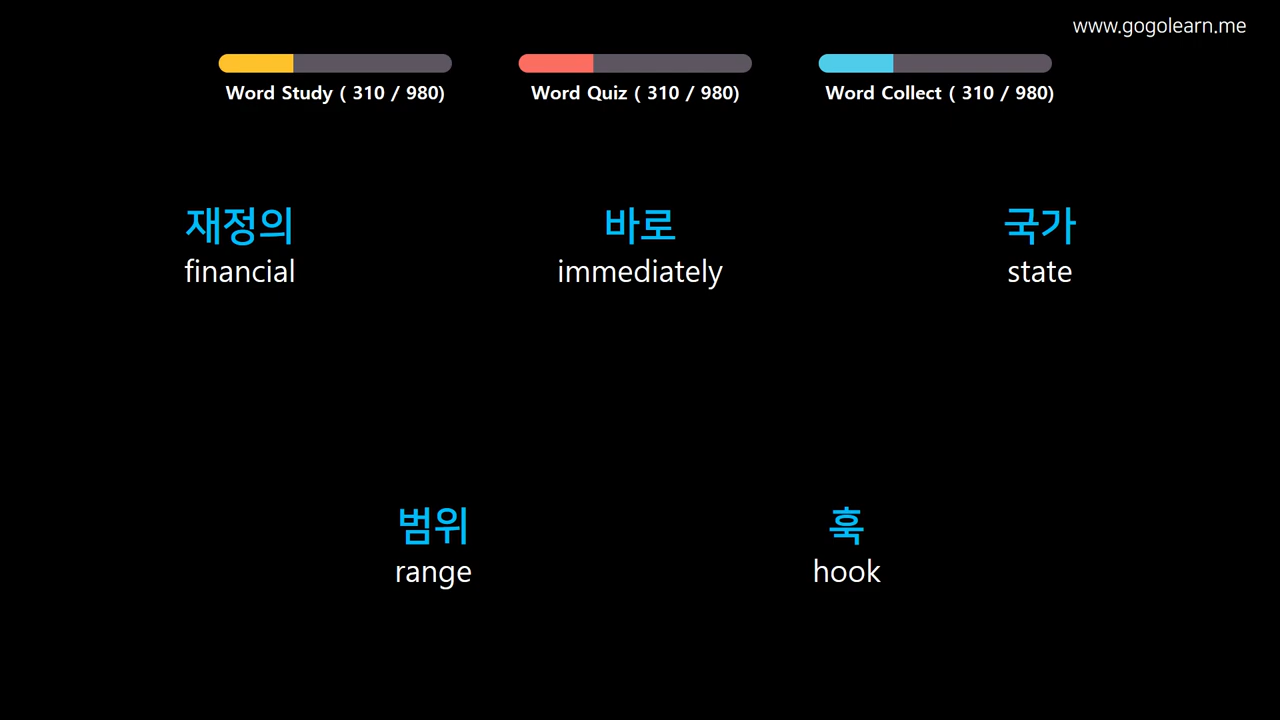 www.gogolearn.me
Word Study ( 310 / 980)
Word Quiz ( 310 / 980)
Word Collect ( 310 / 980)
재정의
financial
바로
immediately
국가
state
범위
range
훅
hook